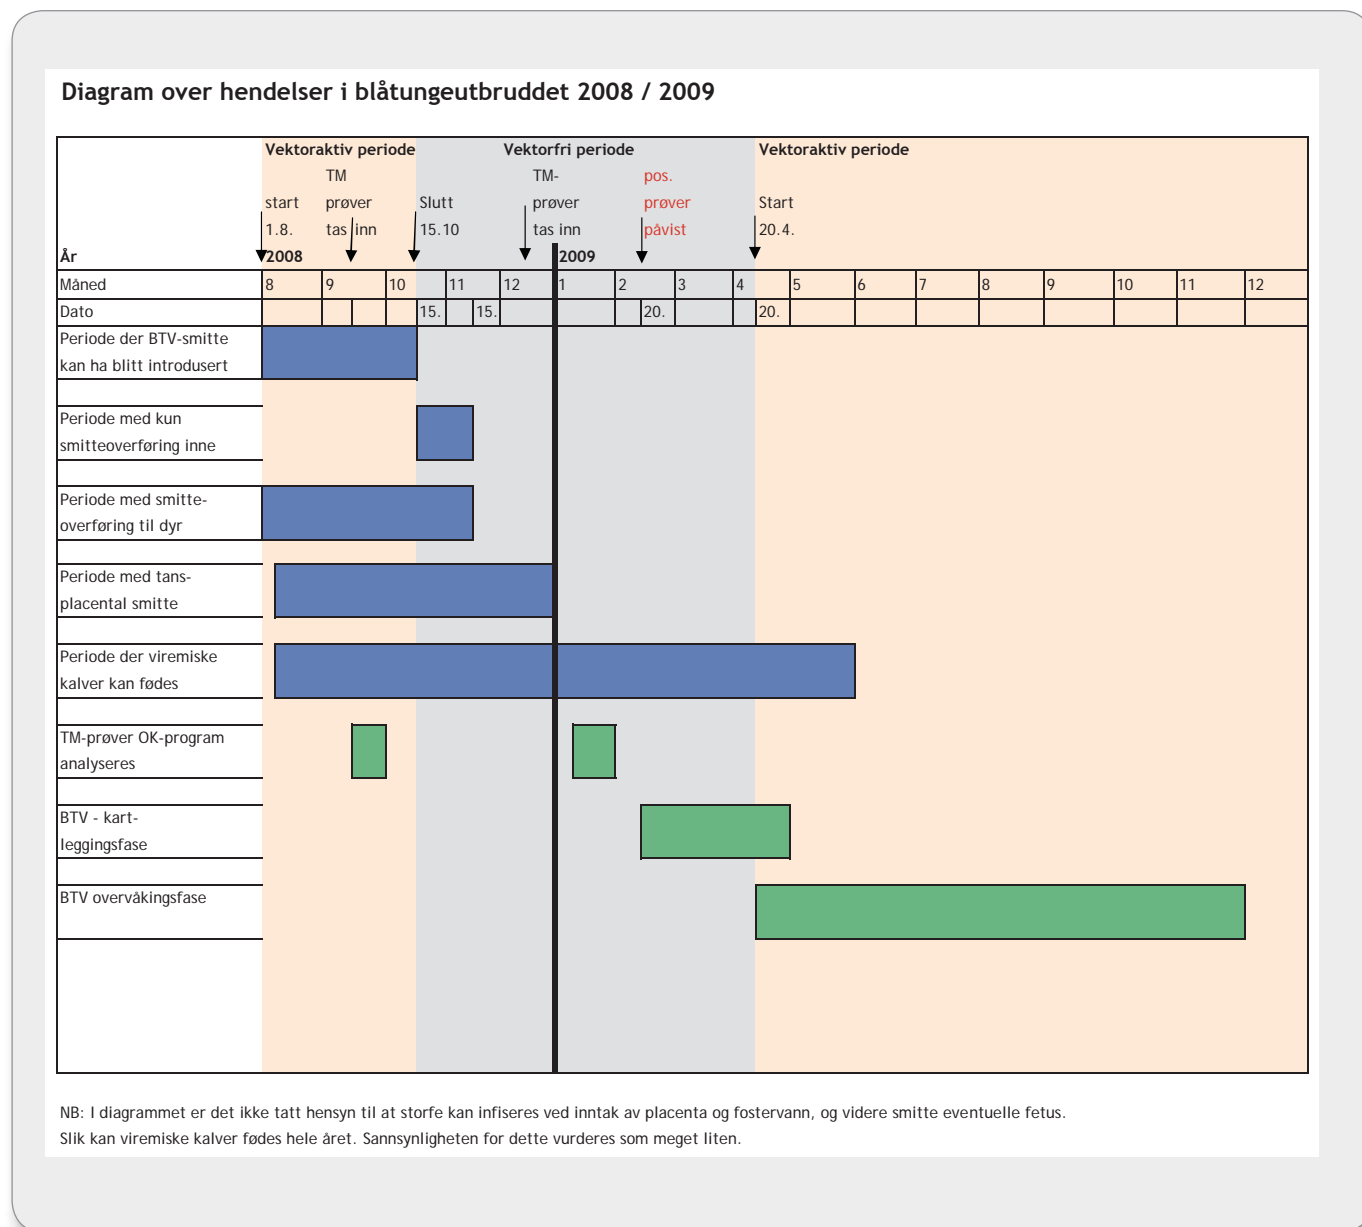 Diagram over hendelser i blåtungeutbruddet 2008 / 2009
Vektoraktiv periode Vektorfri periode Vektoraktiv periode
TM TM- pos.
start prøver Slutt prøver prøver Start
1.8. tas inn 15.10 tas inn påvist 20.4.
År 2008 2009
Måned 8 9 10 11 12 1 2 3 4 5 6 7 8 9 10 11 12
Dato 15. 15. 20. 20.
Periode der BTV-smitte
kan ha blitt introdusert
Periode med kun
smitteoverføring inne
Periode med smitte-
overføring til dyr
Periode med tans-
placental smitte
Periode der viremiske
kalver kan fødes
TM-prøver OK-program
analyseres
BTV - kart-
leggingsfase
BTV overvåkingsfase
NB: I diagrammet er det ikke tatt hensyn til at storfe kan infiseres ved inntak av placenta og fostervann, og videre smitte eventuelle fetus.
Slik kan viremiske kalver fødes hele året. Sannsynligheten for dette vurderes som meget liten.